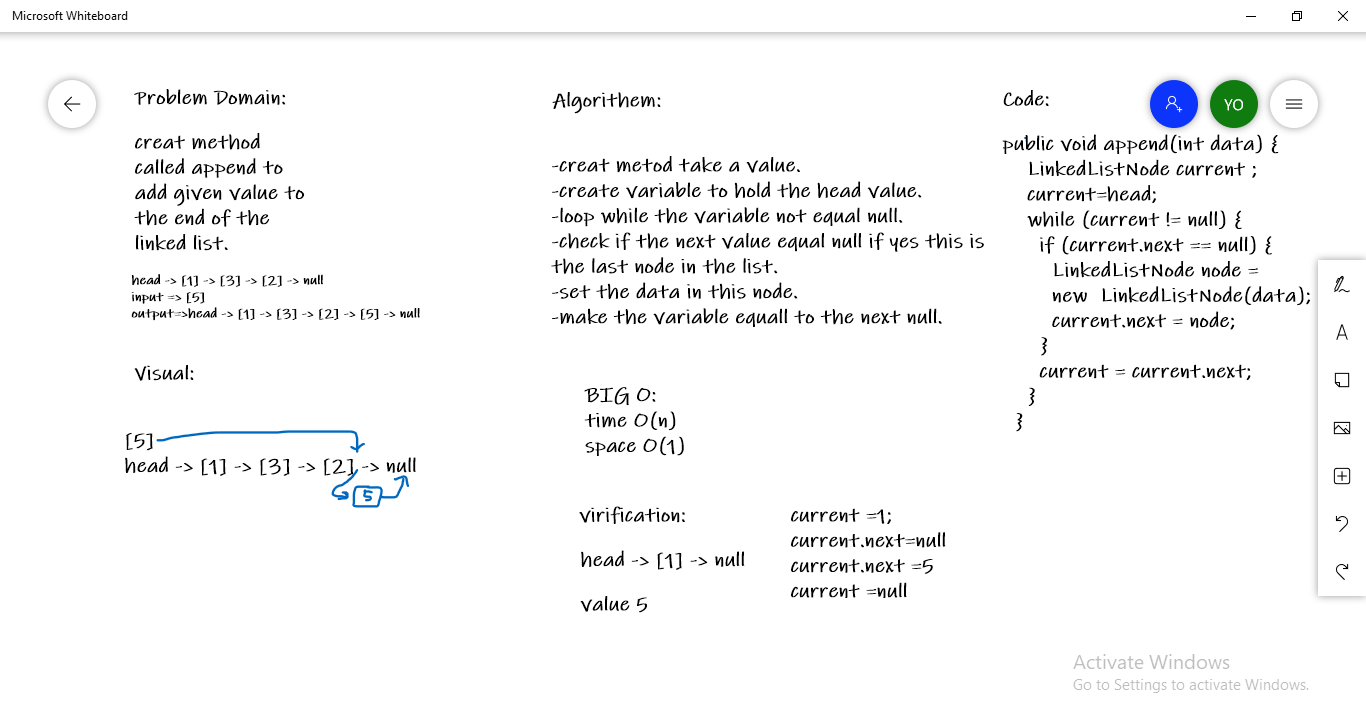 Microsoft Whiteboard
Problem Domain:
creat method
called append to
add given value to
the end of the
linked list.
head -> [1] -> [3] -> [2] -> null
input => [5]
output=>head -> [1] -> [3] -> [2] -> [5] -> null
Visual:
[5]
head -> [1] -> [3] -> [2] -> null
5
Algorithem:
-creat metod take a value.
-create variable to hold the head value.
-loop while the variable not equal null.
-check if the next value equal null if yes this is
the last node in the list.
-set the data in this node.
-make the variable equall to the next null.
BIG O:
time O(n)
space O(1)
virification:
head -> [1] -> null
value 5
current =1;
current.next=null
current.next =5
current =null
Code:
YO
public void append(int data) {
LinkedListNode current ;
current=head;
while (current != null) {
if (current.next == null) {
LinkedListNode node =
new LinkedListNode(data);
current.next = node;
}
current = current.next;
}
}
A
Activate Windows
Go to Settings to activate Windows.